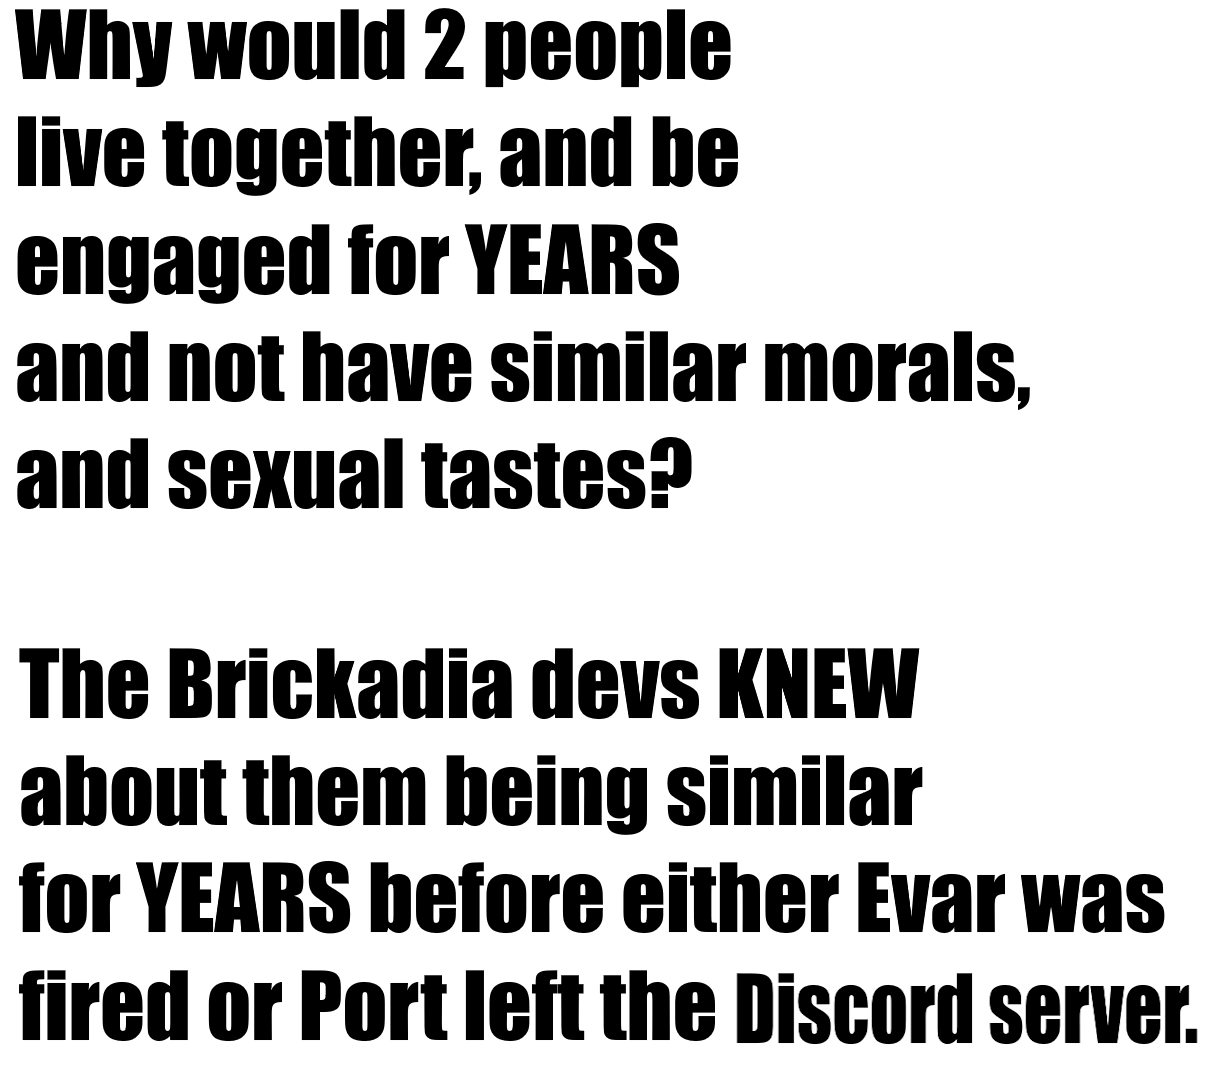 Why would 2 people
live together, and be
engaged for YEARS
and not have similar morals,
and sexual tastes?
The Brickadia devs KNEW
about them being similar
for YEARS before either Evar was
fired or Port left the Discord server.